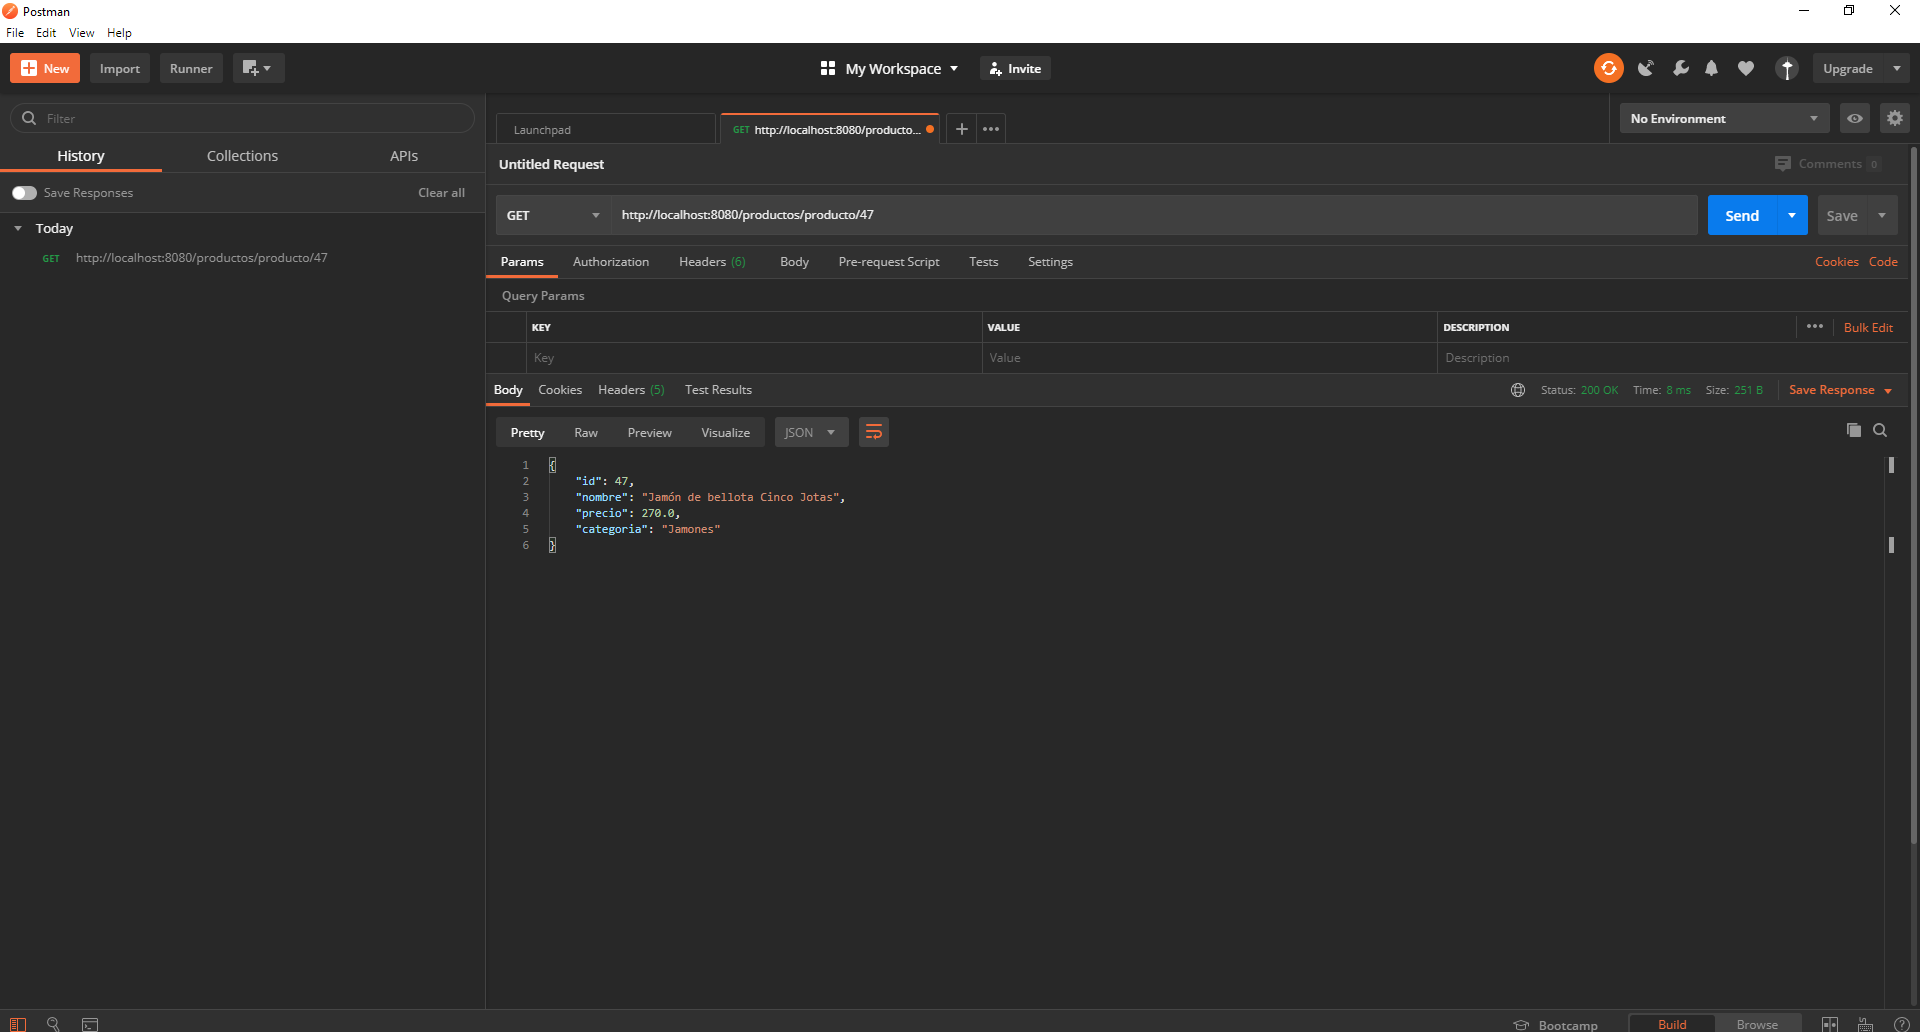 Postman
File Edit View Help
New Import Runner My Workspace Invite Upgrade
Filter
Launchpad GET http://localhost:8080/producto... No Environment
History Collections APIs
Untitled Request Comments 0
Save Responses Clear all
GET http://localhost:8080/productos/producto/47 Send Save
Today
GET http://localhost:8080/productos/producto/47
Params Authorization Headers (6) Body Pre-request Script Tests Settings Cookies Code
Query Params
KEY VALUE DESCRIPTION Bulk Edit
Key Value Description
Body Cookies Headers (5) Test Results Status: 200 OK Time: 8 ms Size: 251 B Save Response
Pretty Raw Preview Visualize JSON
1 {
2 "id": 47,
3 "nombre": "Jamón de bellota Cinco Jotas",
4 "precio": 270.0,
5 "categoria": "Jamones"
6 }
Bootcamp Build Browse